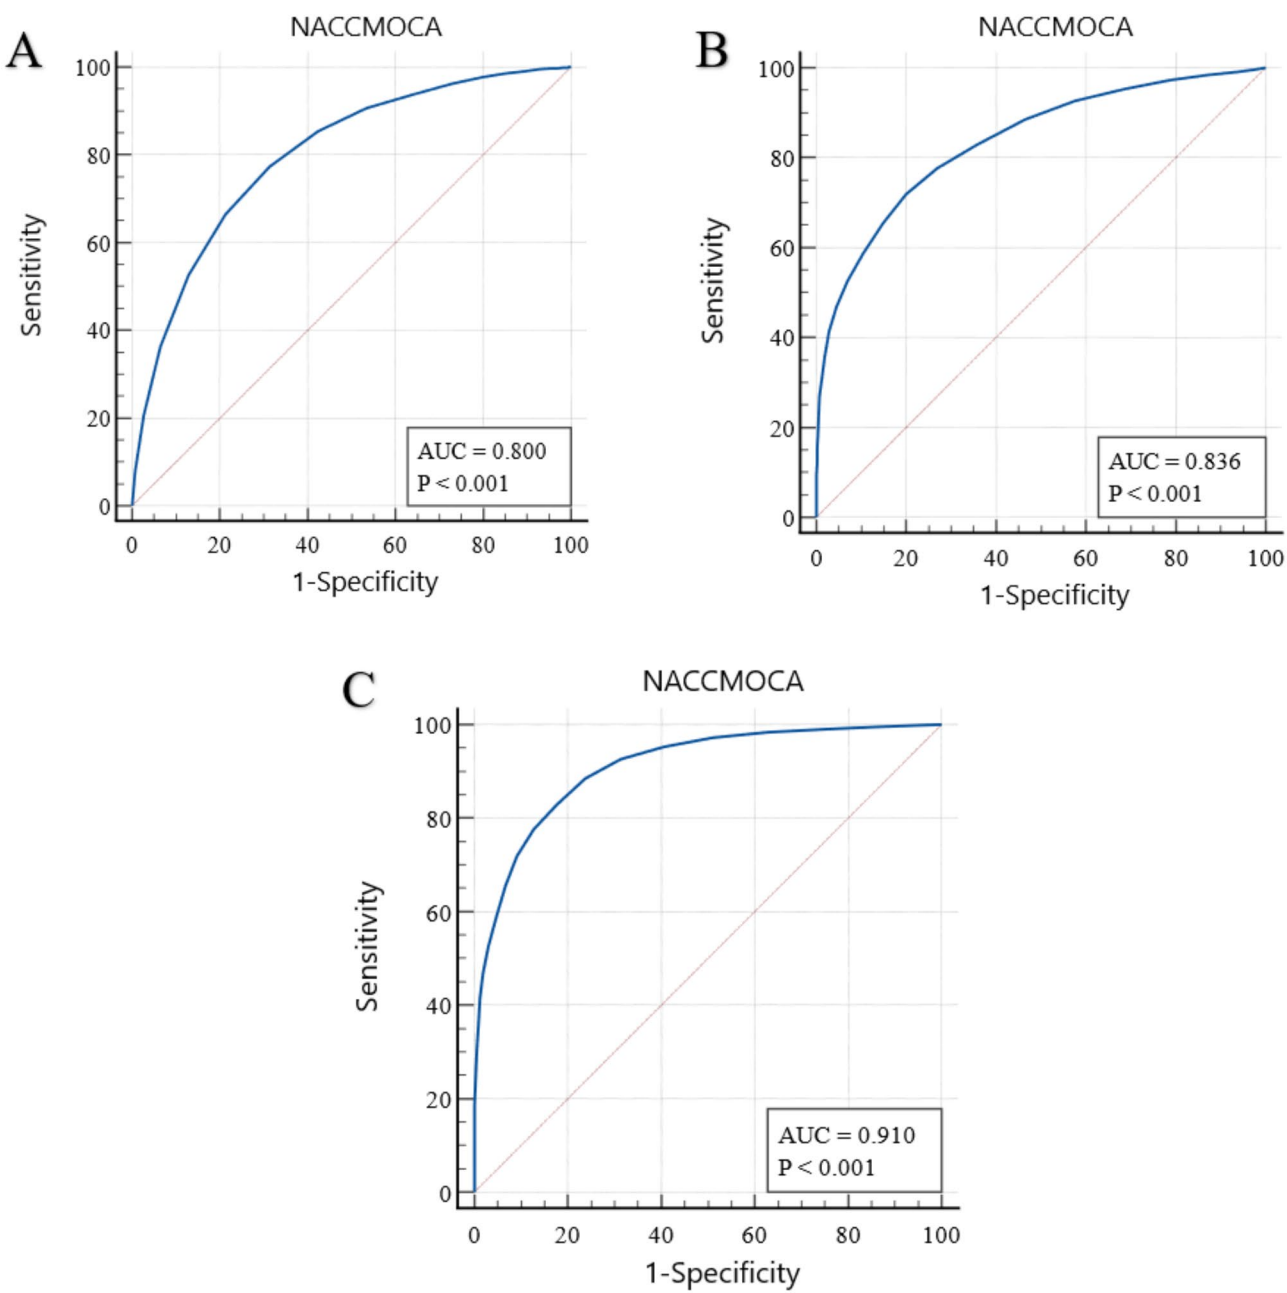 A
NACCMOCA
100
80
60
40
20
0
Sensitivity
AUC = 0.800
P < 0.001
0 20 40 60 80 100
1-Specificity
B
NACCMOCA
100
80
60
40
20
0
Sensitivity
AUC = 0.836
P < 0.001
0 20 40 60 80 100
1-Specificity
C
NACCMOCA
100
80
60
40
20
0
Sensitivity
AUC = 0.910
P < 0.001
0 20 40 60 80 100
1-Specificity